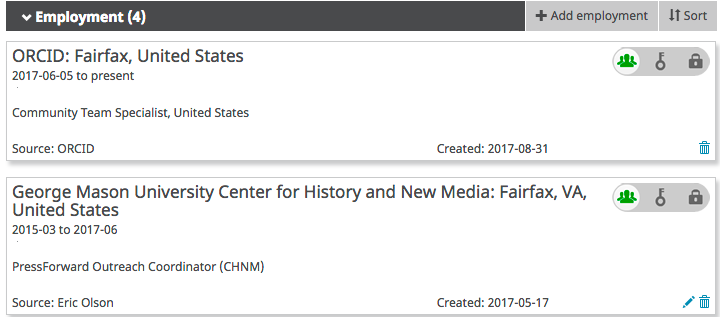 Employment (4)
Add employment
Sort
ORCID: Fairfax, United States
2017-06-05 to present
Community Team Specialist, United States
Source: ORCID
Created: 2017-08-31
George Mason University Center for History and New Media: Fairfax, VA,
United States
2015-03 to 2017-06
PressForward Outreach Coordinator (CHNM)
Source: Eric Olson
Created: 2017-05-17